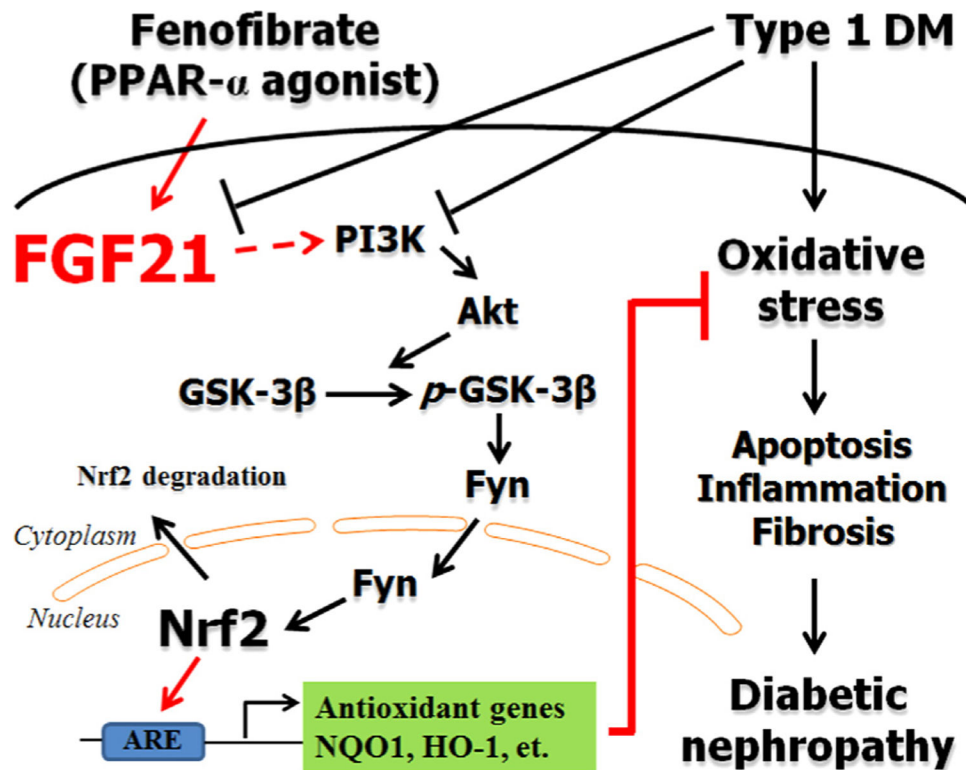 Fenofibrate
(PPAR-α agonist)
Type 1 DM
FGF21
PI3K
Oxidative
stress
Akt
GSK-3β
p-GSK-3β
Apoptosis
Inflammation
Fibrosis
Nrf2 degradation
Fyn
Cytoplasm
Nucleus
Fyn
Nrf2
Diabetic
nephropathy
ARE
Antioxidant genes
NQO1, HO-1, et.